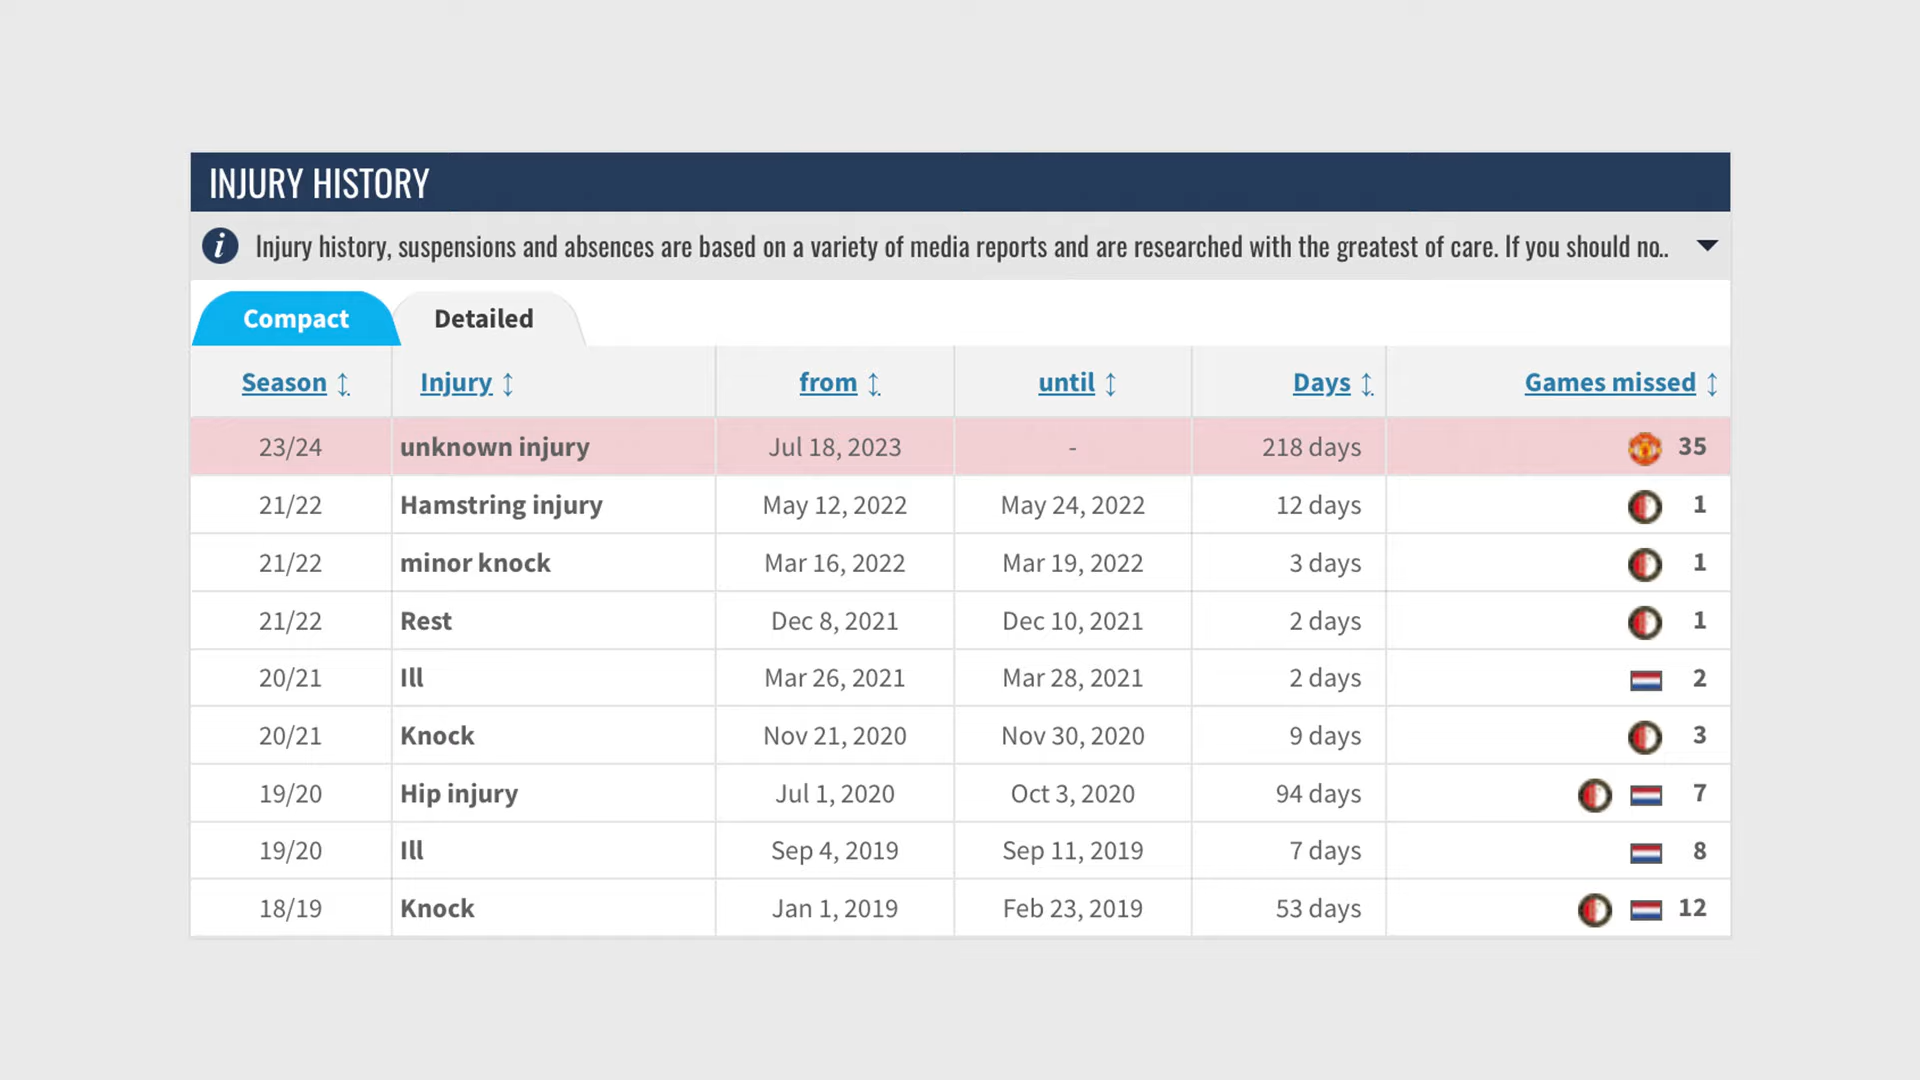 INJURY HISTORY
i Injury history, suspensions and absences are based on a variety of media reports and are researched with the greatest of care. If you should no..
Compact Detailed
Season Injury from until Days Games missed
23/24 unknown injury Jul 18, 2023 - 218 days 35
21/22 Hamstring injury May 12, 2022 May 24, 2022 12 days 1
21/22 minor knock Mar 16, 2022 Mar 19, 2022 3 days 1
21/22 Rest Dec 8, 2021 Dec 10, 2021 2 days 1
20/21 Ill Mar 26, 2021 Mar 28, 2021 2 days 2
20/21 Knock Nov 21, 2020 Nov 30, 2020 9 days 3
19/20 Hip injury Jul 1, 2020 Oct 3, 2020 94 days 7
19/20 Ill Sep 4, 2019 Sep 11, 2019 7 days 8
18/19 Knock Jan 1, 2019 Feb 23, 2019 53 days 12